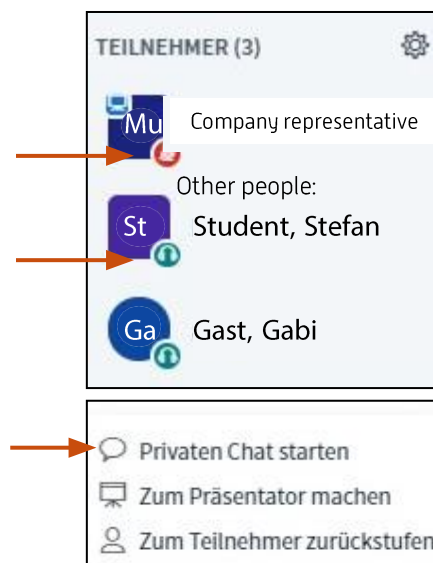 TEILNEHMER (3)
Mu Company representative
Other people:
St Student, Stefan
Ga Gast, Gabi
Privaten Chat starten
Zum Präsentator machen
Zum Teilnehmer zurückstufen